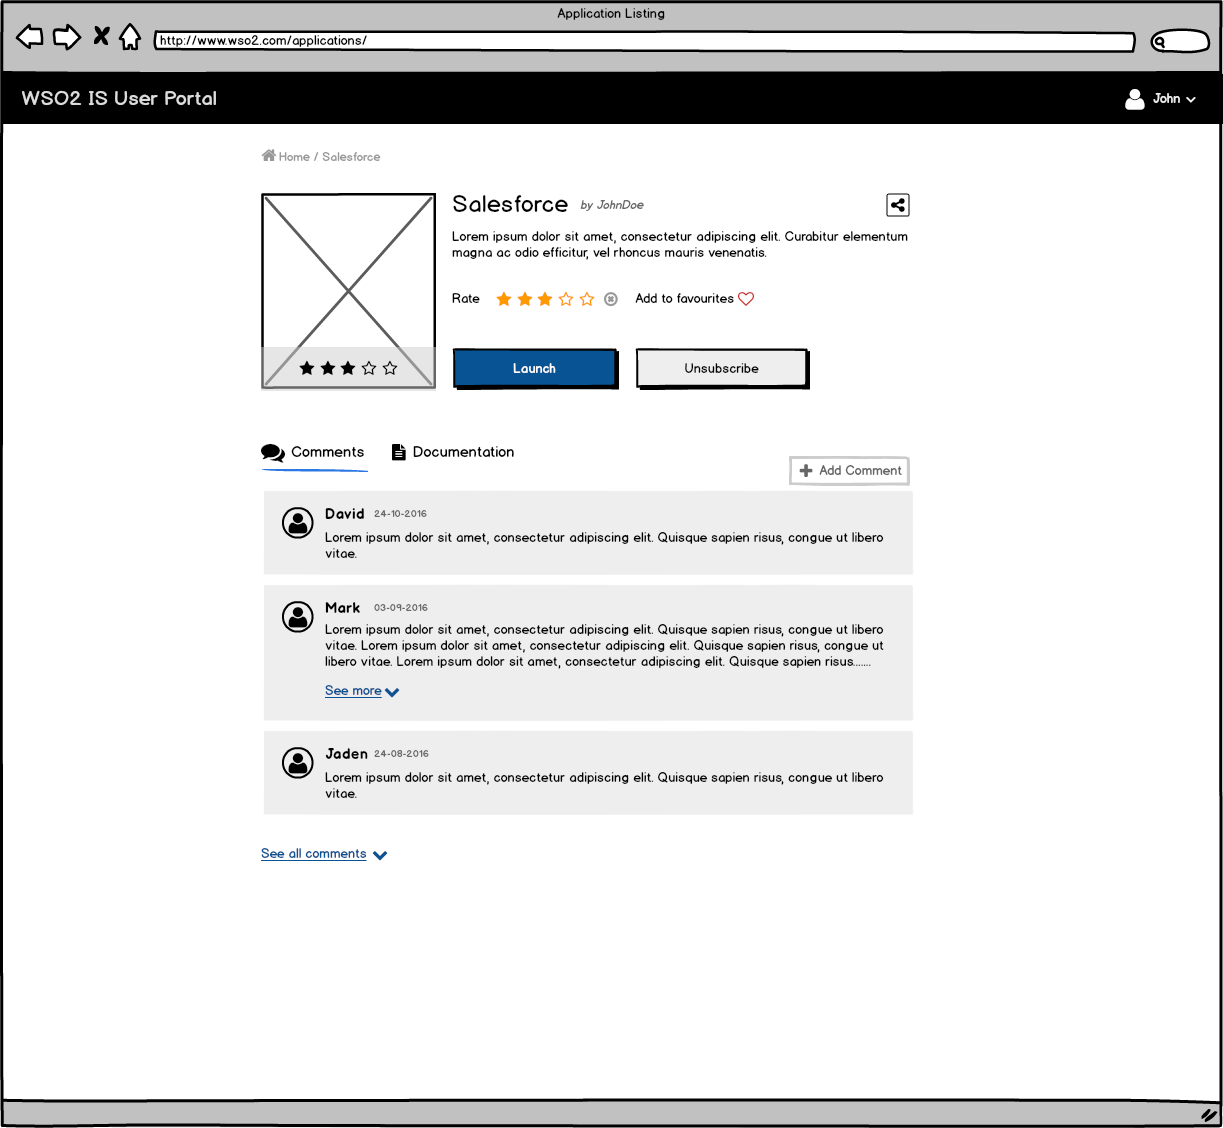 Application Listing
http://www.wso2.com/applications/
WSO2 IS User Portal
John
Home / Salesforce
Salesforce by JohnDoe
Lorem ipsum dolor sit amet, consectetur adipiscing elit. Curabitur elementum
magna ac odio efficitur, vel rhoncus mauris venenatis.
Rate
Add to favourites
Launch
Unsubscribe
Comments
Documentation
Add Comment
David 24-10-2016
Lorem ipsum dolor sit amet, consectetur adipiscing elit. Quisque sapien risus, congue ut libero
vitae.
Mark 03-09-2016
Lorem ipsum dolor sit amet, consectetur adipiscing elit. Quisque sapien risus, congue ut libero
vitae. Lorem ipsum dolor sit amet, consectetur adipiscing elit. Quisque sapien risus, congue ut
libero vitae. Lorem ipsum dolor sit amet, consectetur adipiscing elit. Quisque sapien risus.......
See more
Jaden 24-08-2016
Lorem ipsum dolor sit amet, consectetur adipiscing elit. Quisque sapien risus, congue ut libero
vitae.
See all comments